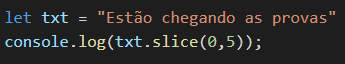 let txt = "Estão chegando as provas"
console.log(txt.slice(0,5));